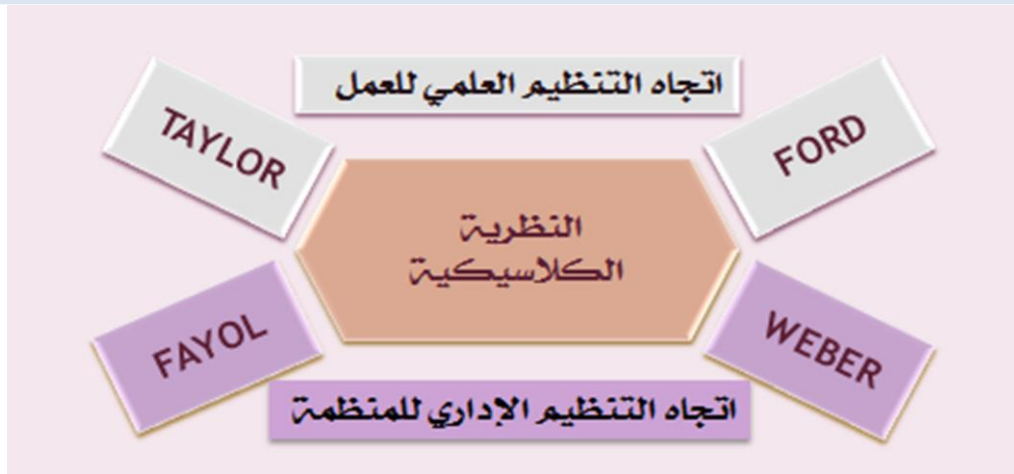 اتجاه التنظيم العلمي للعمل
TAYLOR
FORD
النظرية
الكلاسيكية
FAYOL
WEBER
اتجاه التنظيم الإداري للمنظمة